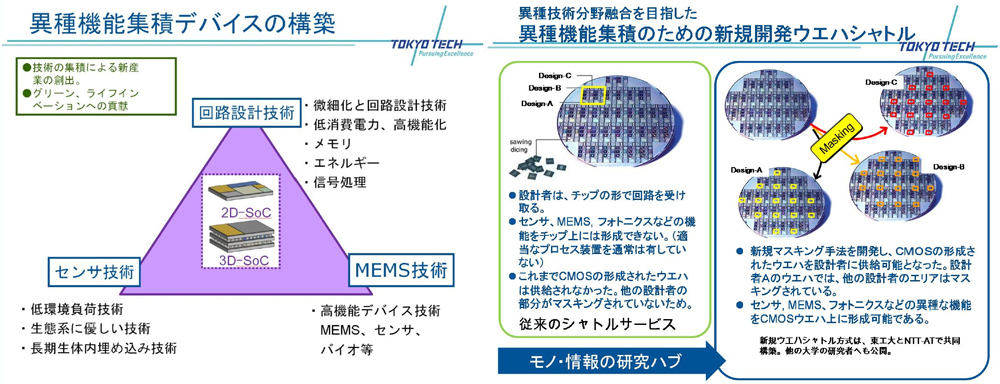 異種機能集積デバイスの構築
TOKYO TECH
Pursuing Excellence
●技術の集積による新産
業の創出。
●グリーン、ライフイン
ベーションへの貢献
回路設計技術
・微細化と回路設計技術
・低消費電力、高機能化
・メモリ
・エネルギー
・信号処理
2D-SoC
3D-SoC
センサ技術
MEMS技術
・低環境負荷技術
・生態系に優しい技術
・長期生体内埋め込み技術
・高機能デバイス技術
MEMS、センサ、
バイオ等
異種技術分野融合を目指した
異種機能集積のための新規開発ウエハシャトル
TOKYO TECH
Pursuing Excellence
Design-C
Design-B
Design-A
sawing
dicing
●設計者は、チップの形で回路を受け
取る。
●センサ、MEMS、フォトニクスなどの機
能をチップ上には形成できない。（適
当なプロセス装置を通常は有してい
ない）
●これまでCMOSの形成されたウエハ
は供給されなかった。他の設計者の
部分がマスキングされていないため。
従来のシャトルサービス
Design-C
Masking
Design-A
Design-B
●新規マスキング手法を開発し、CMOSの形成さ
れたウエハを設計者に供給可能となった。設計
者Aのウエハでは、他の設計者のエリアはマス
キングされている。
●センサ、MEMS、フォトニクスなどの異種な機能
をCMOSウエハ上に形成可能である。
新規ウエハシャトル方式は、東工大とNTT-ATで共同
構築。他の大学の研究者へも公開。
モノ・情報の研究ハブ